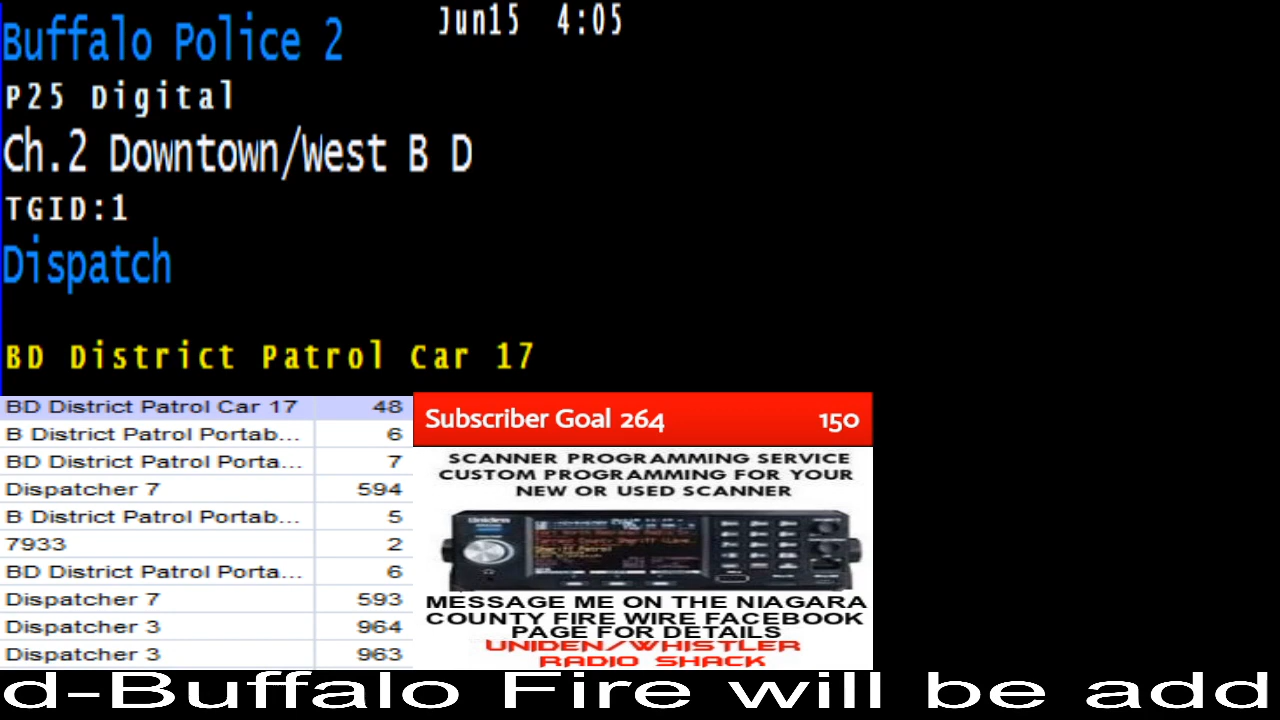 Buffalo Police 2
Jun15 4:05
P25 Digital
Ch.2 Downtown/West B D
TGID:1
Dispatch
BD District Patrol Car 17
BD District Patrol Car 17 48
B District Patrol Portab... 6
BD District Patrol Porta... 7
Dispatcher 7 594
B District Patrol Portab... 5
7933 2
BD District Patrol Porta... 6
Dispatcher 7 593
Dispatcher 3 964
Dispatcher 3 963
Subscriber Goal 264 150
SCANNER PROGRAMMING SERVICE
CUSTOM PROGRAMMING FOR YOUR
NEW OR USED SCANNER
Uniden
MESSAGE ME ON THE NIAGARA
COUNTY FIRE WIRE FACEBOOK
PAGE FOR DETAILS
UNIDEN/WHISTLER
RADIO SHACK
d-Buffalo Fire will be add